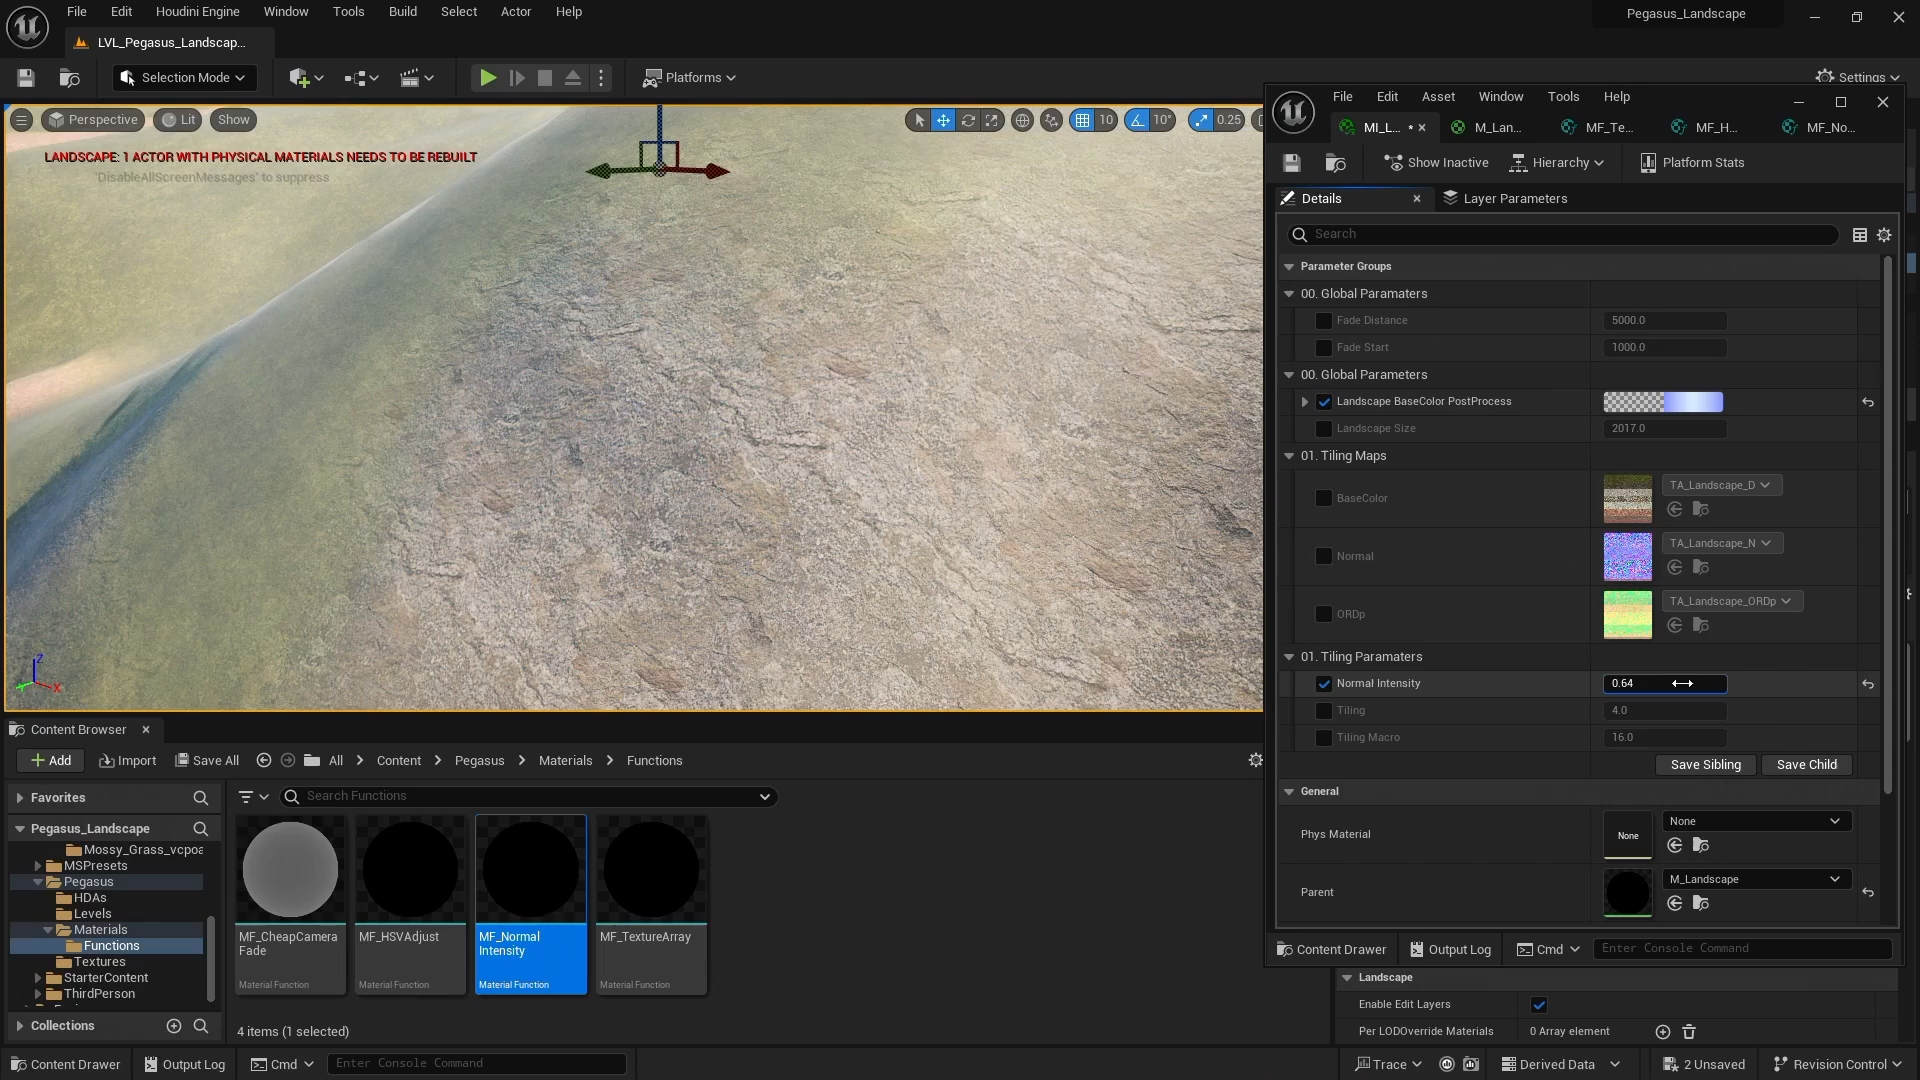 File Edit Houdini Engine Window Tools Build Select Actor Help
Pegasus_Landscape
LVL_Pegasus_Landscap...
Selection Mode
Platforms
Settings
Perspective Lit Show
10 10° 0.25
LANDSCAPE: 1 ACTOR WITH PHYSICAL MATERIALS NEEDS TO BE REBUILT
'DisableAllScreenMessages' to suppress
Z
X
File Edit Asset Window Tools Help
MI_L... • M_Lan... MF_Te... MF_H... MF_No...
Show Inactive Hierarchy Platform Stats
Details Layer Parameters
Search
Parameter Groups
00. Global Paramaters
Fade Distance 5000.0
Fade Start 1000.0
00. Global Parameters
Landscape BaseColor PostProcess
Landscape Size 2017.0
01. Tiling Maps
BaseColor TA_Landscape_D
Normal TA_Landscape_N
ORDp TA_Landscape_ORDp
01. Tiling Paramaters
Normal Intensity 0.64
Tiling 4.0
Tiling Macro 16.0
Save Sibling Save Child
General
Phys Material None None
Parent M_Landscape
Content Drawer Output Log Cmd Enter Console Command
Content Browser
Add Import Save All All Content Pegasus Materials Functions
Favorites
Search Functions
Pegasus_Landscape
Mossy_Grass_vcpoa
MSPresets
Pegasus
HDAs
Levels
Materials
Functions
Textures
StarterContent
ThirdPerson
Collections
MF_CheapCamera
Fade
Material Function
MF_HSVAdjust
Material Function
MF_Normal
Intensity
Material Function
MF_TextureArray
Material Function
4 items (1 selected)
Landscape
Enable Edit Layers
Per LODOverride Materials 0 Array element
Content Drawer Output Log Cmd Enter Console Command
Trace Derived Data 2 Unsaved Revision Control